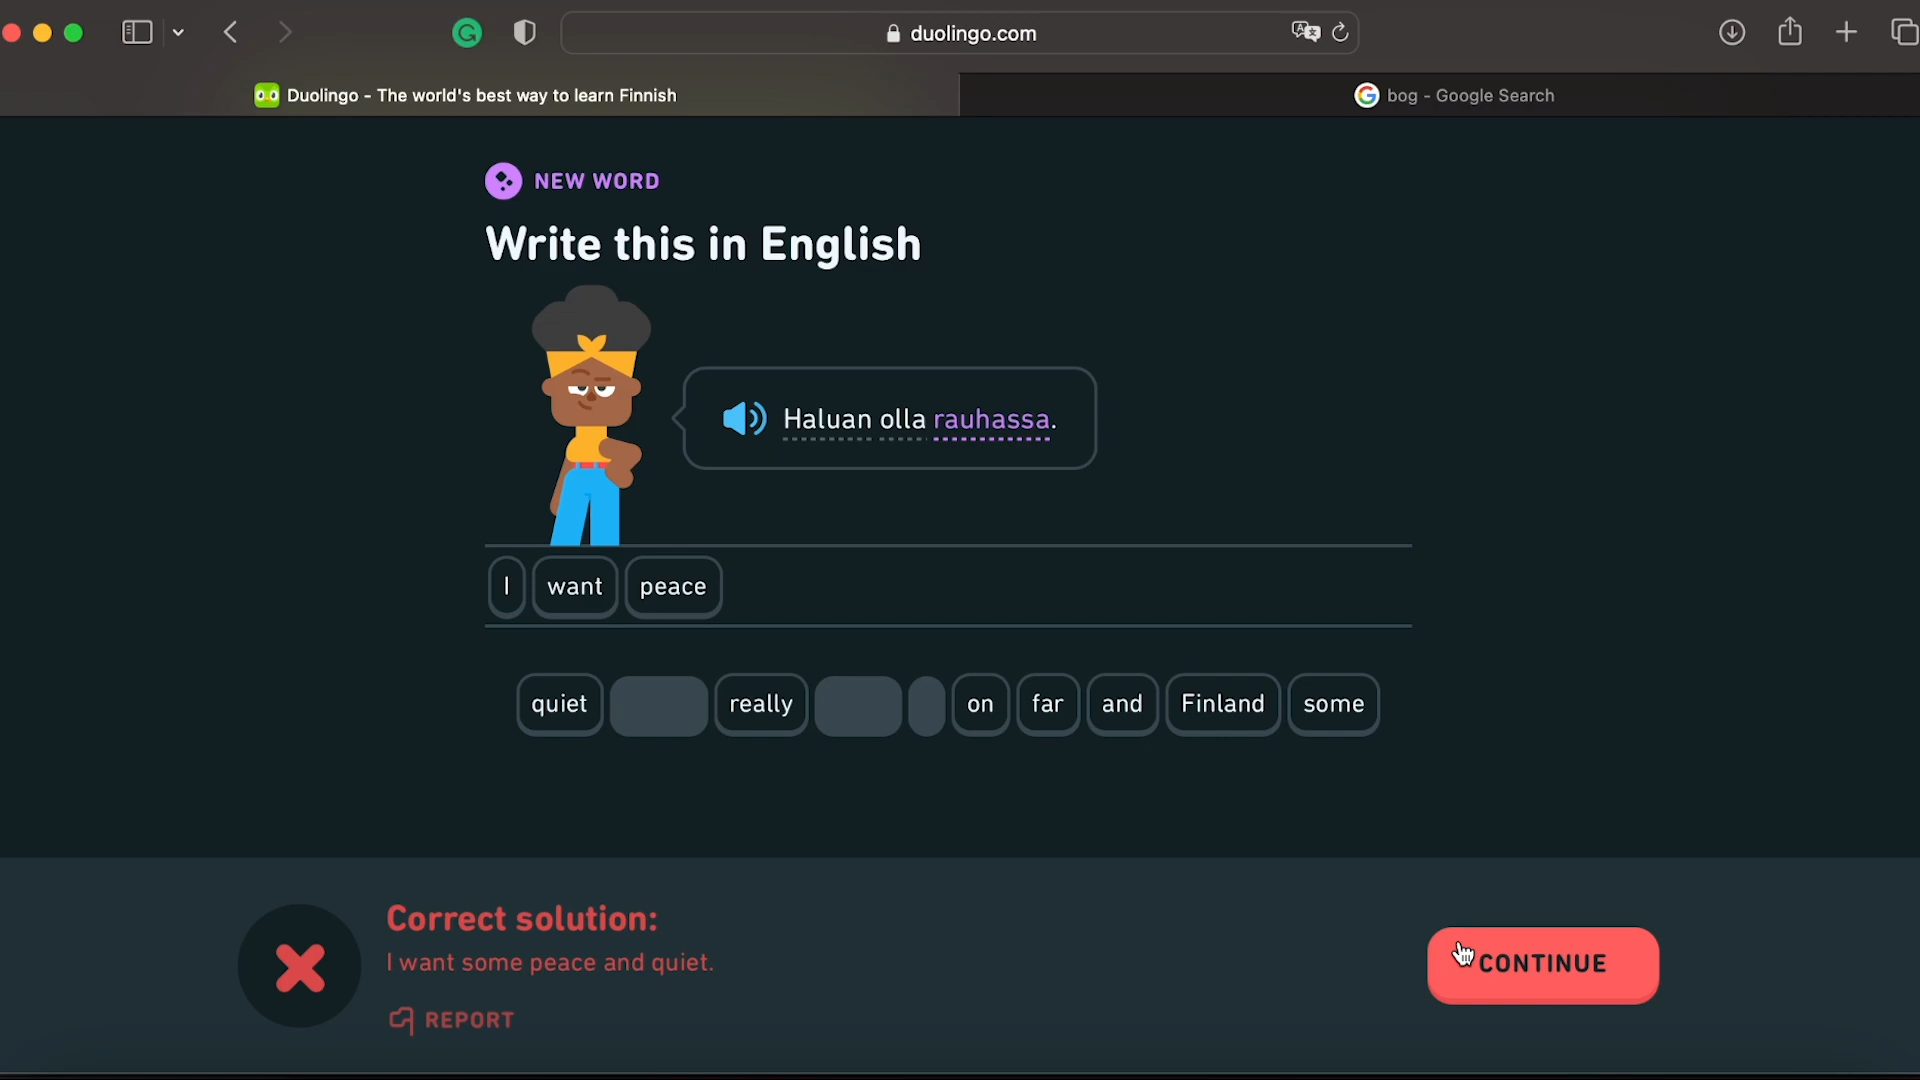 duolingo.com
Duolingo - The world's best way to learn Finnish
bog - Google Search
NEW WORD
Write this in English
Haluan olla rauhassa.
I want peace
quiet really on far and Finland some
Correct solution:
I want some peace and quiet.
REPORT
CONTINUE